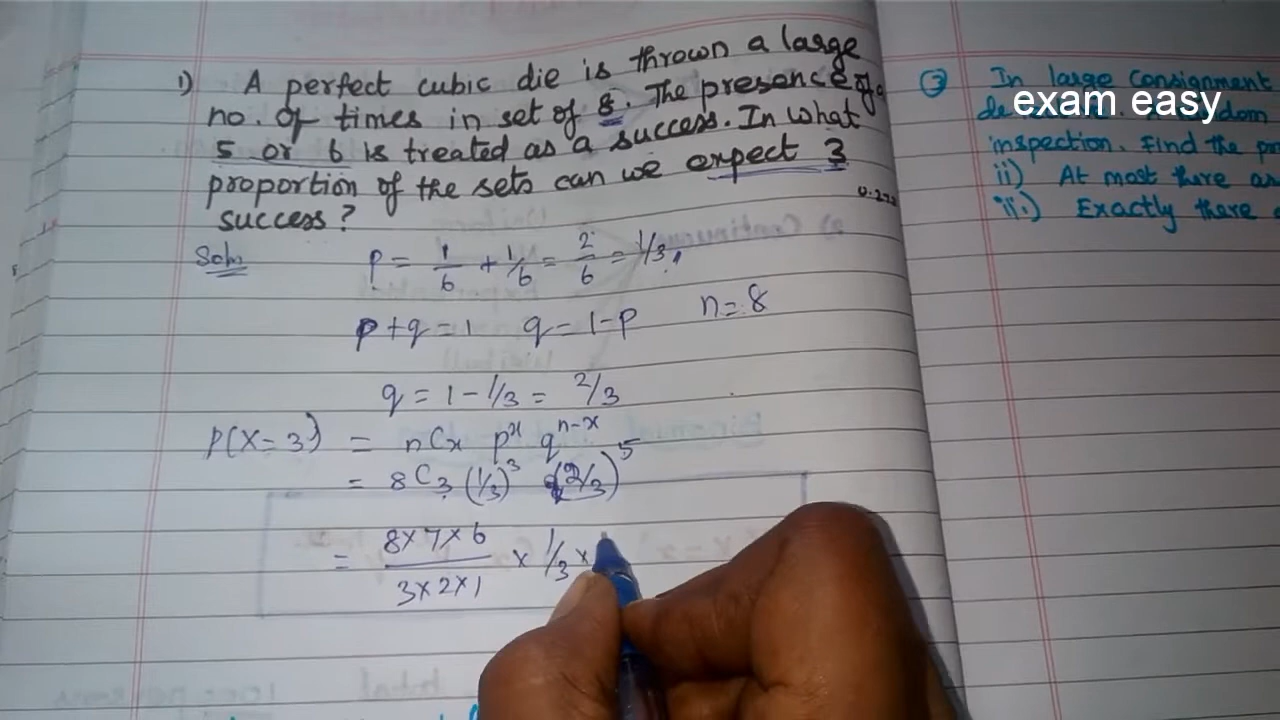 1) A perfect cubic die is thrown a large
no. of times in set of 8. The presence of
5 or 6 is treated as a success. In what
proportion of the sets can we expect 3
success?
Soln
P = 1/6 + 1/6 = 2/6 = 1/3
p+q=1 q=1-p n=8
q = 1-1/3 = 2/3
P(X=3) = nCx p^x q^n-x
= 8C3 (1/3)^3 (2/3)^5
= 8×7×6/3×2×1 × 1/3 ×
3 In large consignment
exam easy
inspection. Find the
ii) At most there
ii.) Exactly there